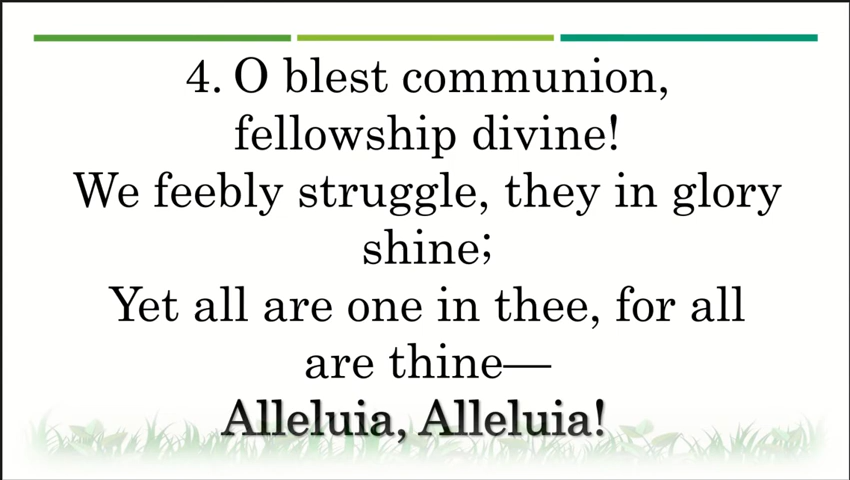 4. O blest communion,
fellowship divine!
We feebly struggle, they in glory
shine;
Yet all are one in thee, for all
are thine—
Alleluia, Alleluia!